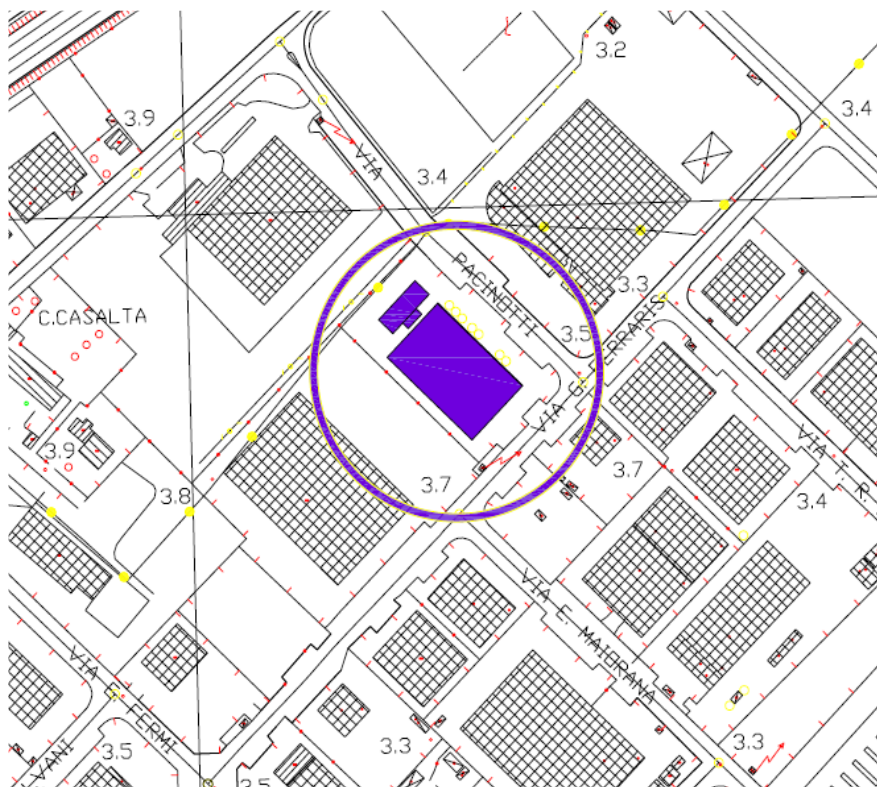 3.2
3.9
3.4
VIA
3.4
PACINOTTI
3.3
C.CASALTA
3.5
VIA G. FERRARIS
3.9
3.7
3.7
VIA T. R.
3.8
3.4
VIA E. MAIORANA
VIA E. FERMI
3.5
3.3
3.3
VANI
3.5